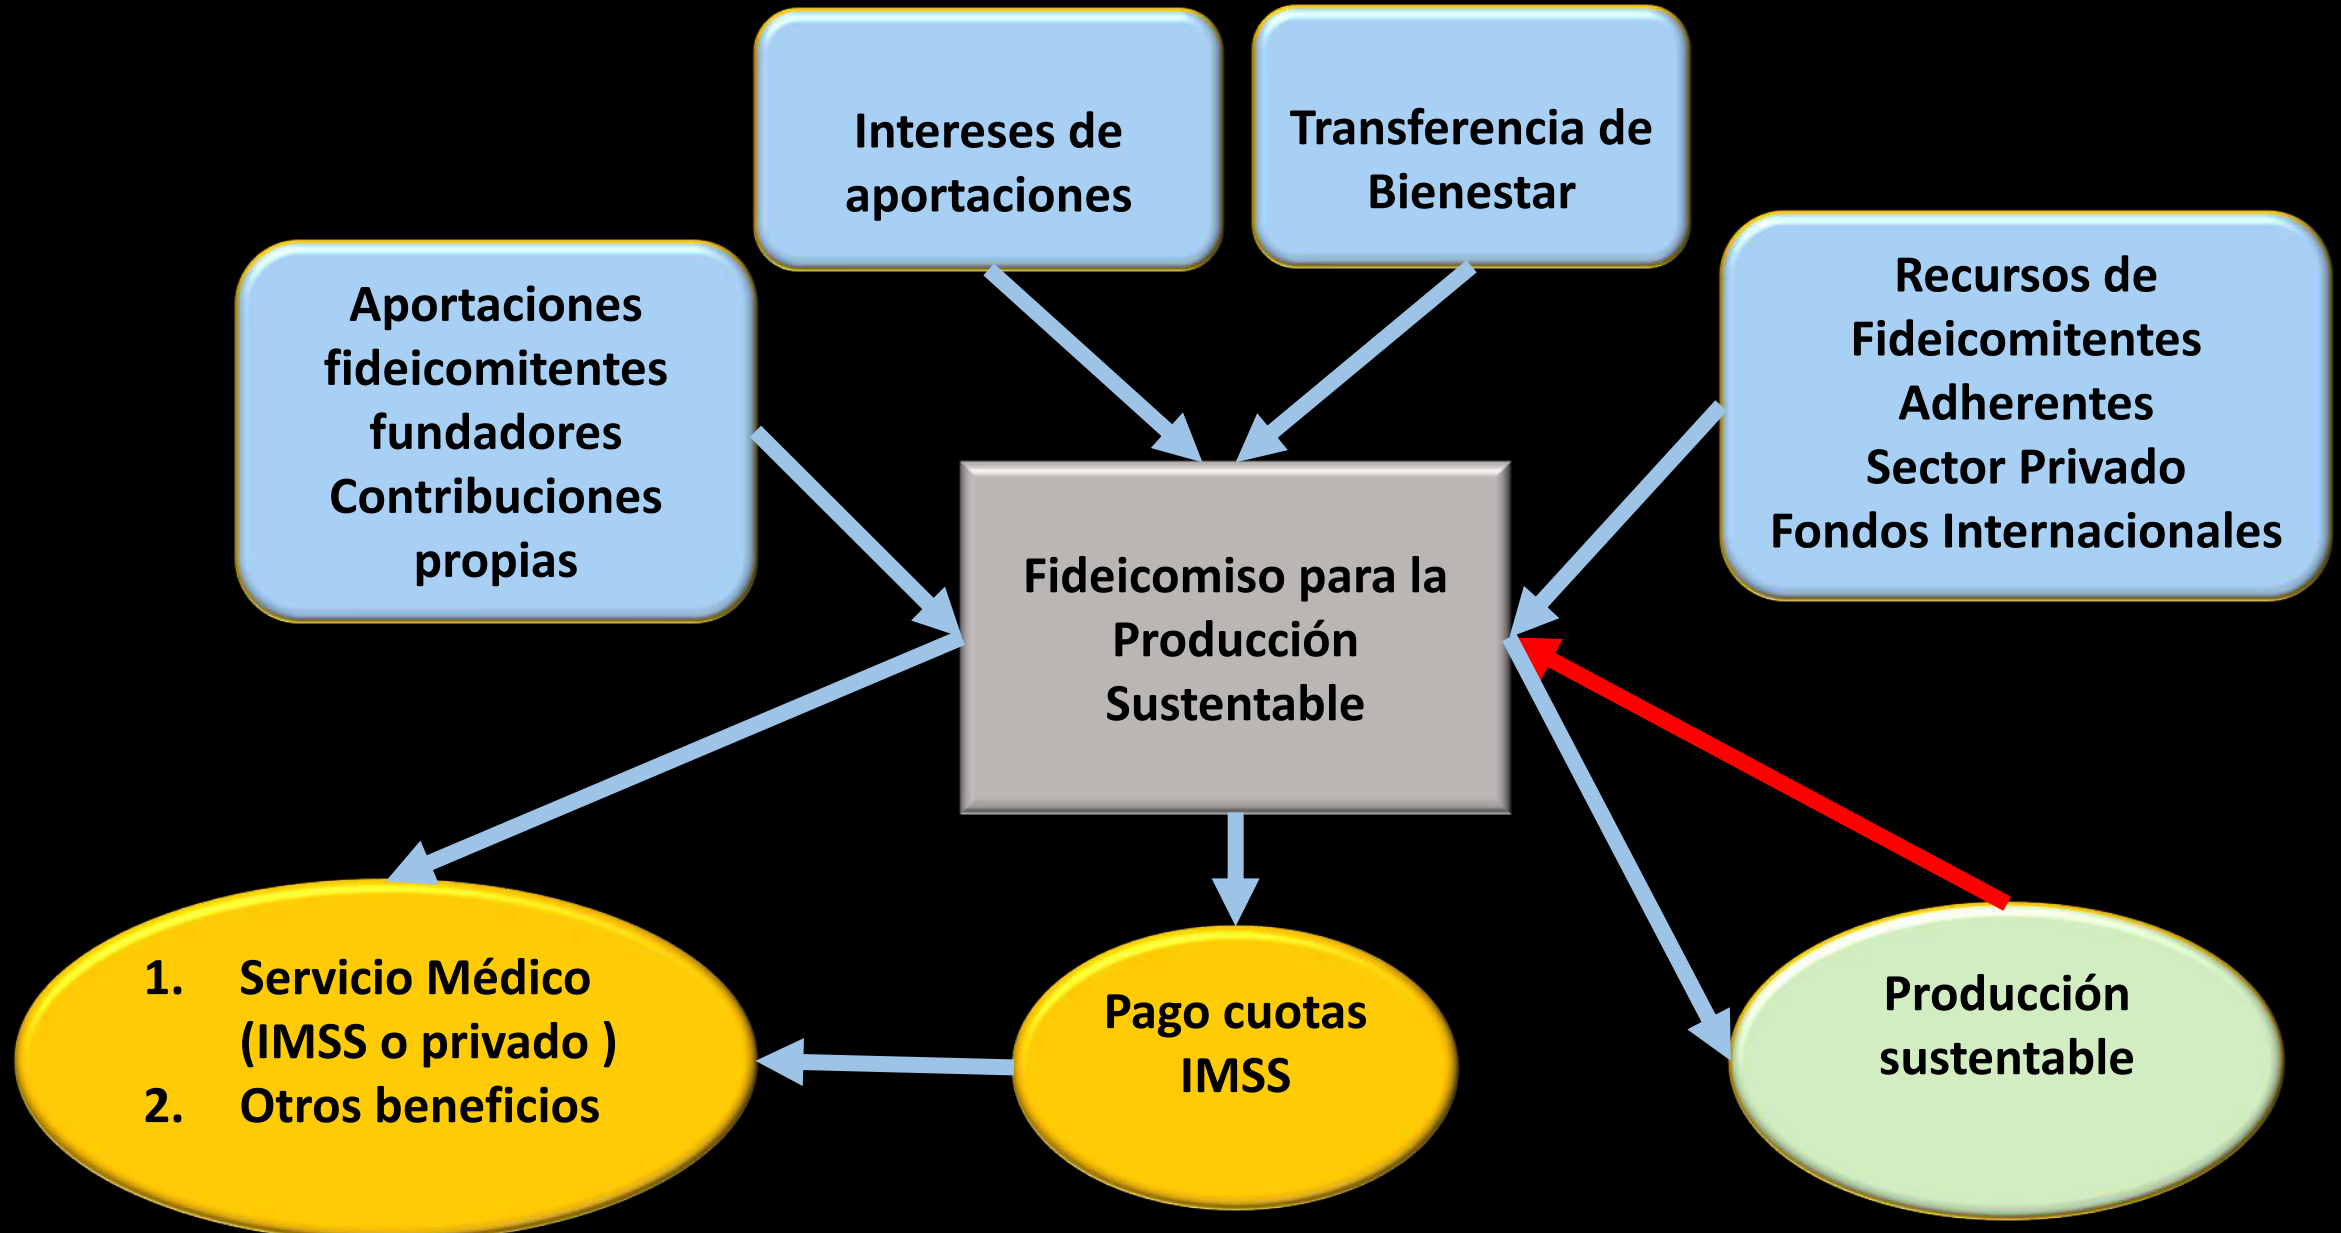 Intereses de
aportaciones
Transferencia de
Bienestar
Aportaciones
fideicomitentes
fundadores
Contribuciones
propias
Recursos de
Fideicomitentes
Adherentes
Sector Privado
Fondos Internacionales
Fideicomiso para la
Producción
Sustentable
1. Servicio Médico
(IMSS o privado )
2. Otros beneficios
Pago cuotas
IMSS
Producción
sustentable